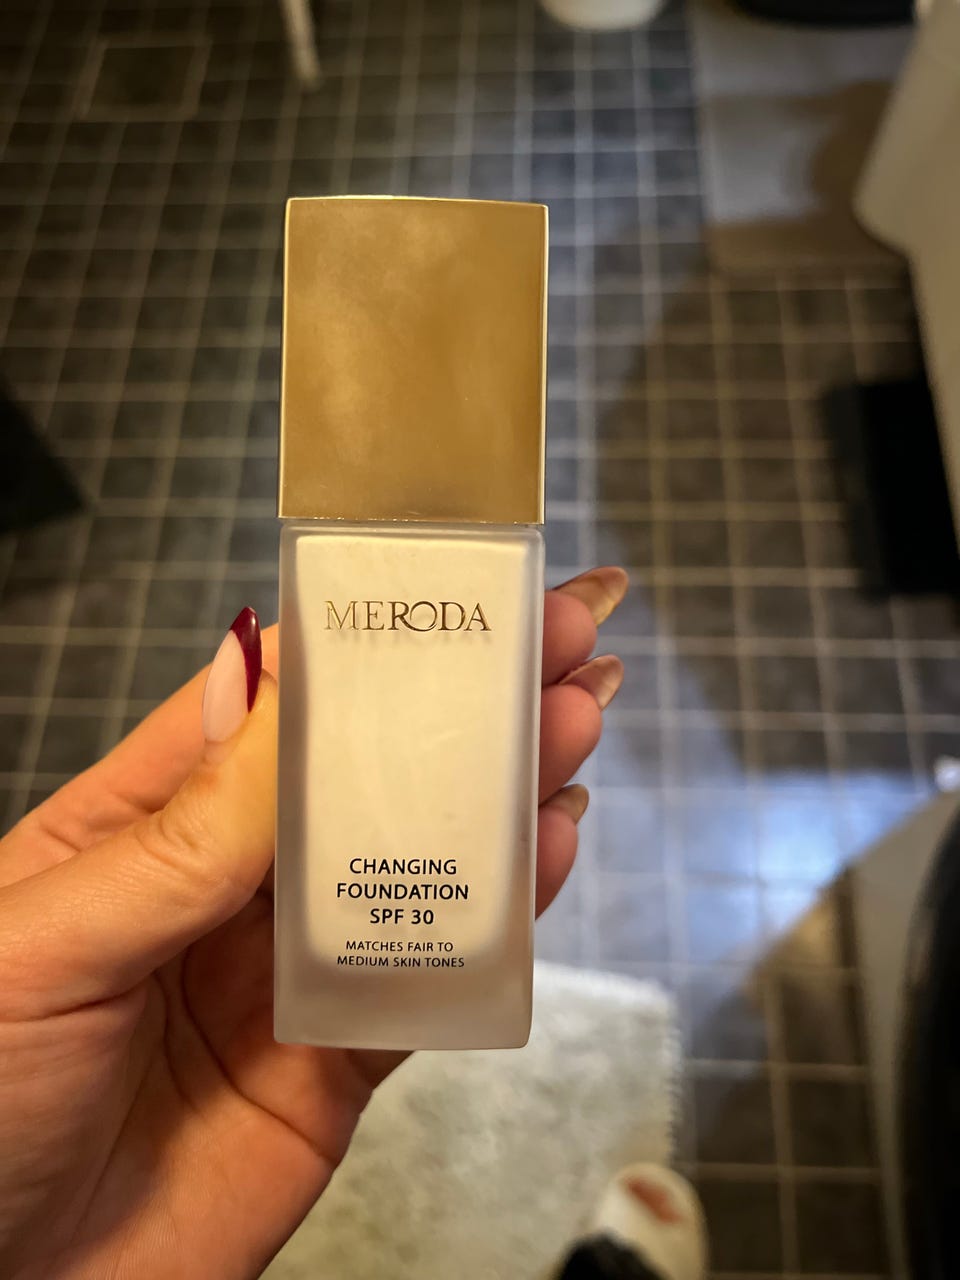 MERODA
CHANGING
FOUNDATION
SPF 30
MATCHES FAIR TO
MEDIUM SKIN TONES